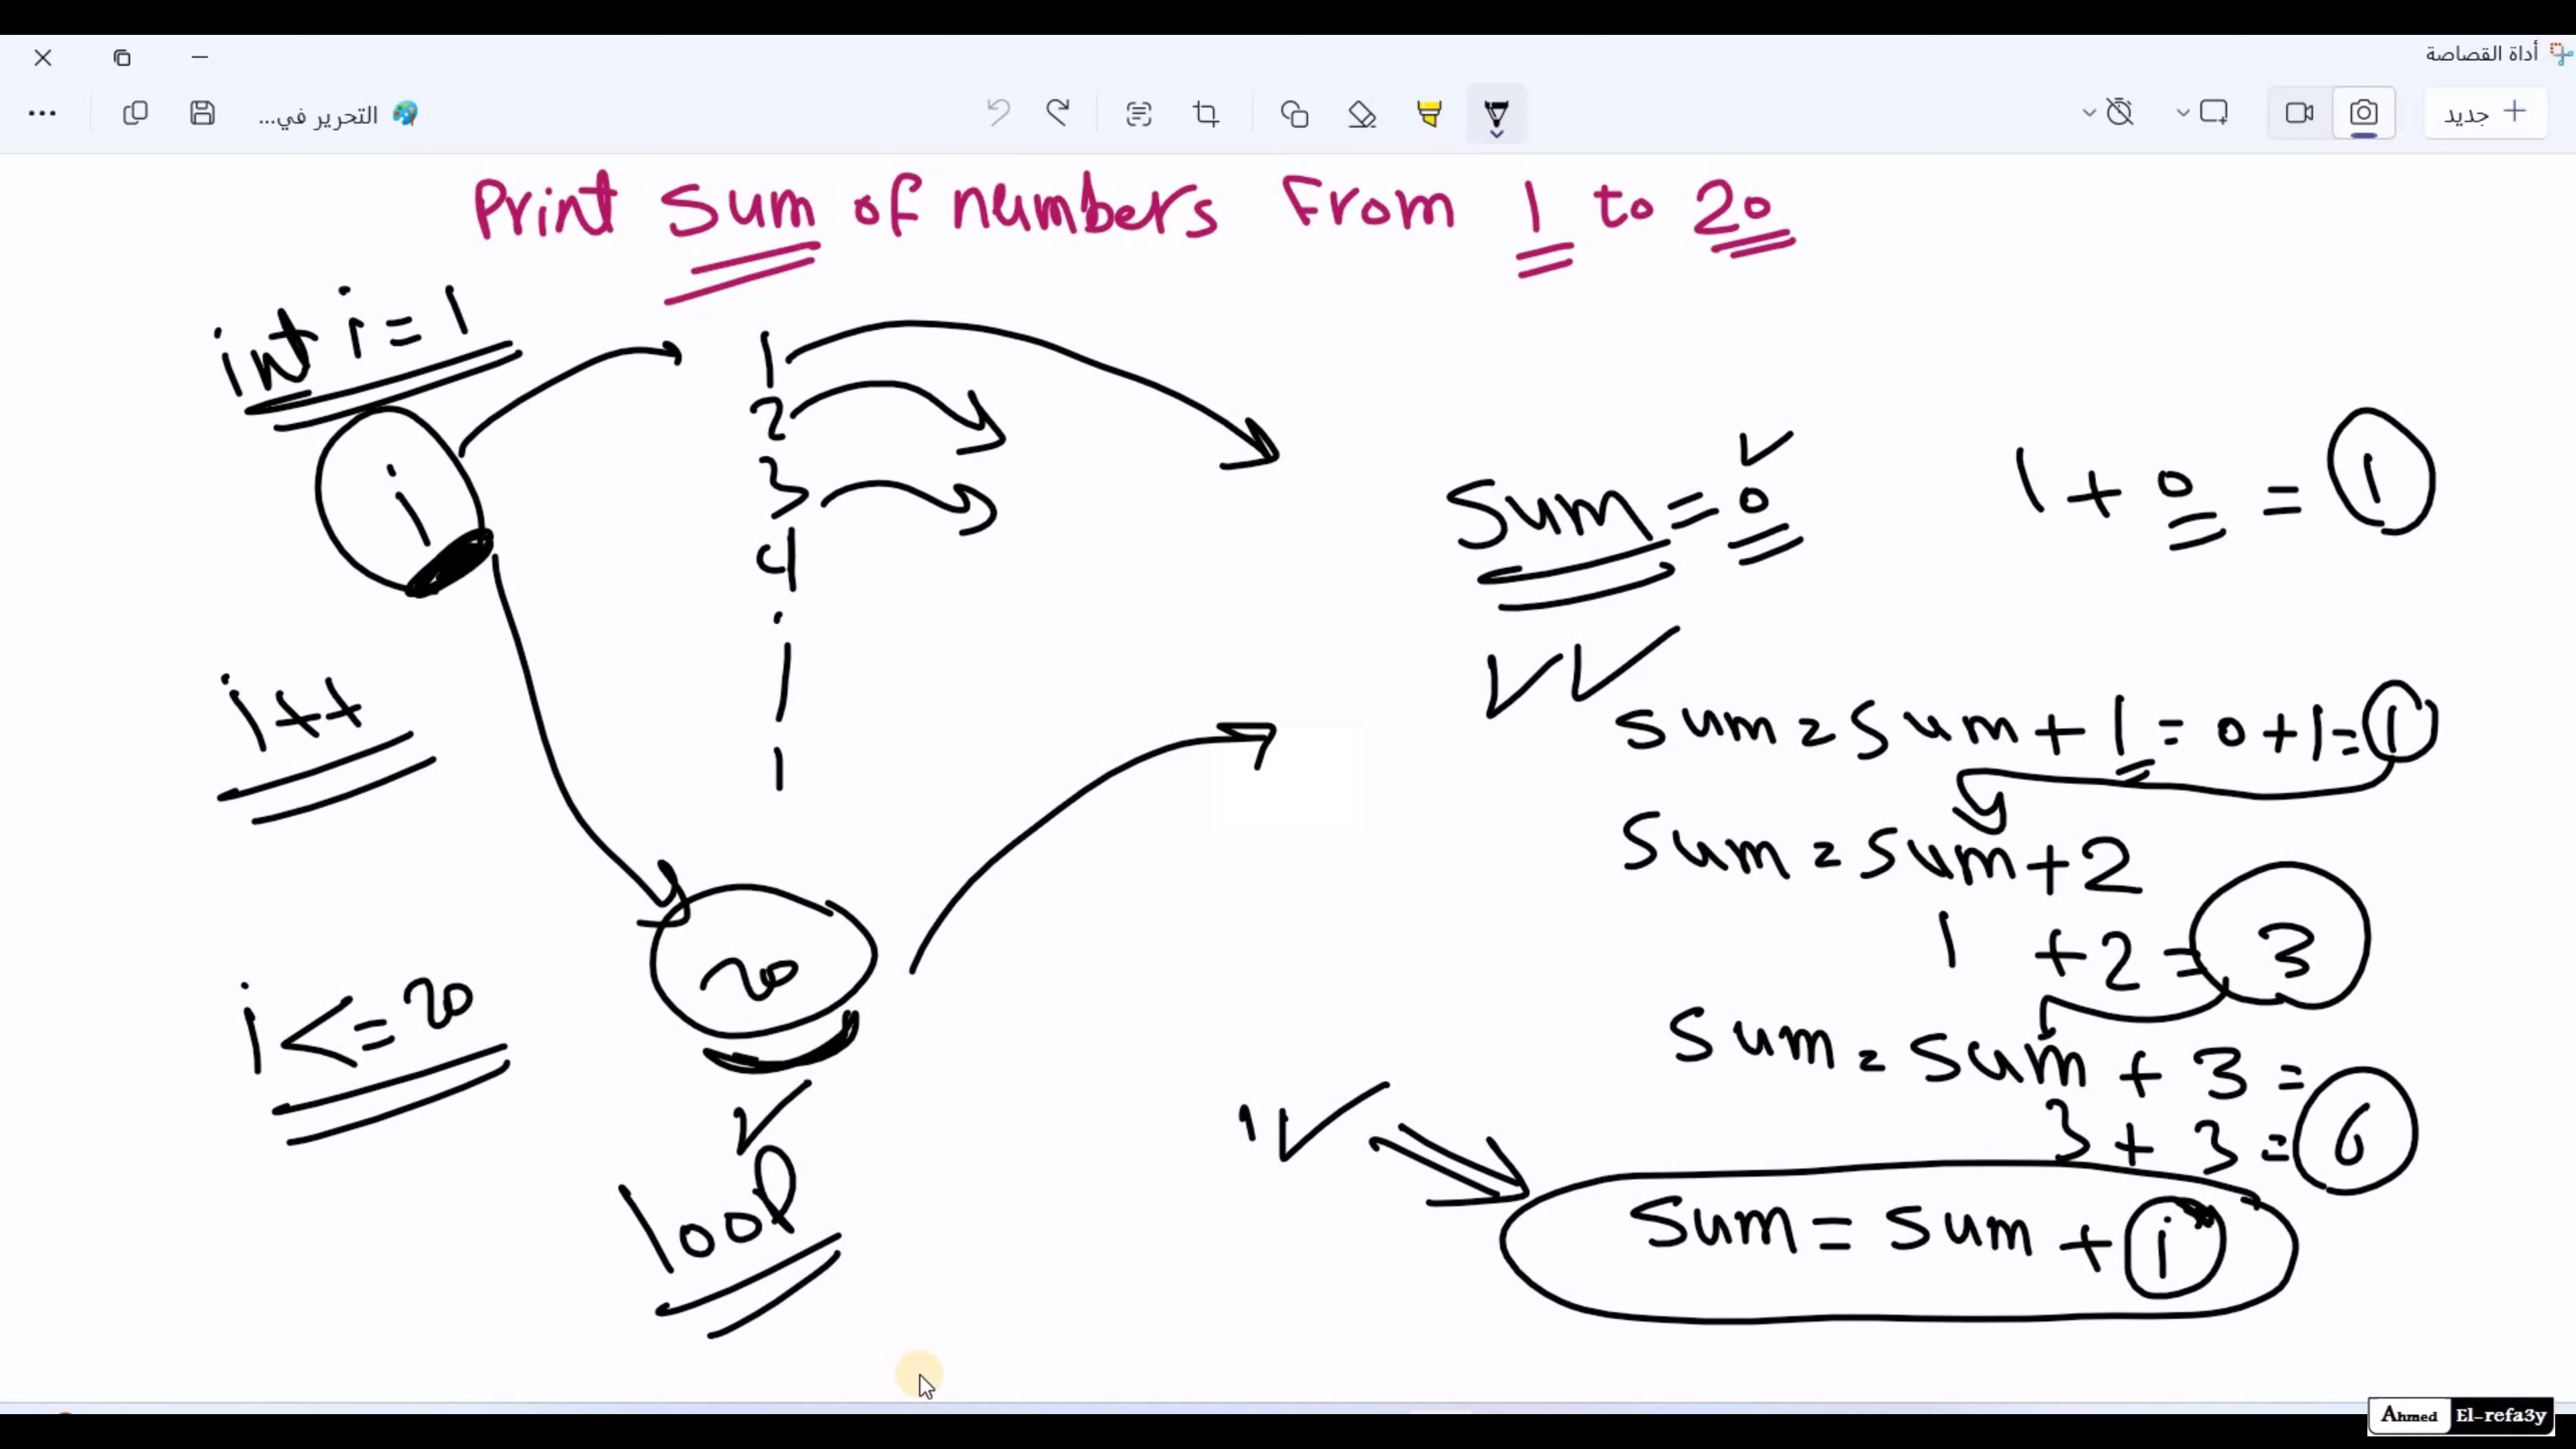 أداة القصاصة
جديد
التحرير في...
Print sum of numbers from 1 to 20
int i = 1
i
i++
i <= 20
1
2
3
4
20
loop
sum = 0
1 + 0 = 1
sum = sum + 1 = 0 + 1 = 1
sum = sum + 2
1 + 2 = 3
sum = sum + 3 =
3 + 3 = 6
sum = sum + i
Ahmed El-refa3y